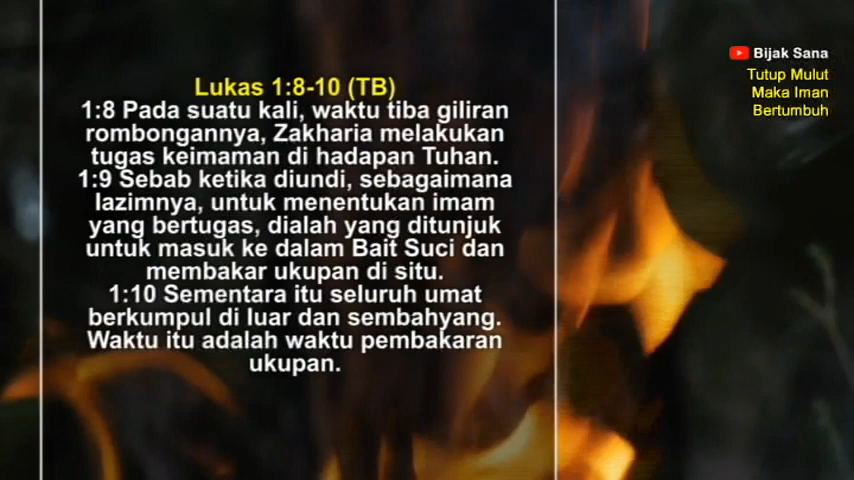 Lukas 1:8-10 (TB)
1:8 Pada suatu kali, waktu tiba giliran
rombongannya, Zakharia melakukan
tugas keimaman di hadapan Tuhan.
1:9 Sebab ketika diundi, sebagaimana
lazimnya, untuk menentukan imam
yang bertugas, dialah yang ditunjuk
untuk masuk ke dalam Bait Suci dan
membakar ukupan di situ.
1:10 Sementara itu seluruh umat
berkumpul di luar dan sembahyang.
Waktu itu adalah waktu pembakaran
ukupan.
Bijak Sana
Tutup Mulut
Maka Iman
Bertumbuh